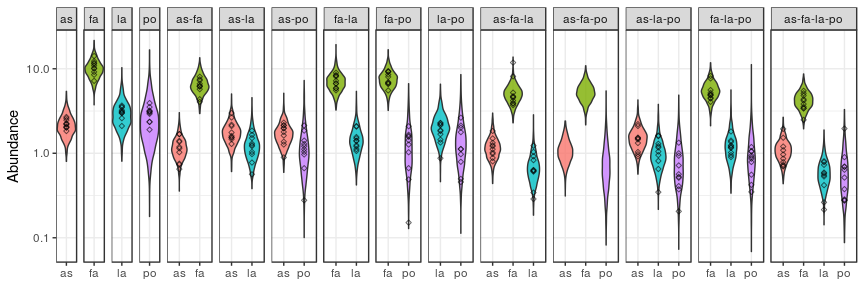 as fa la po as-fa as-la as-po fa-la fa-po la-po as-fa-la as-fa-po as-la-po fa-la-po as-fa-la-po
Abundance
10.0
1.0
0.1
as fa la po as fa as la as po fa la fa po la po as fa la as fa po as la po fa la po as fa la po